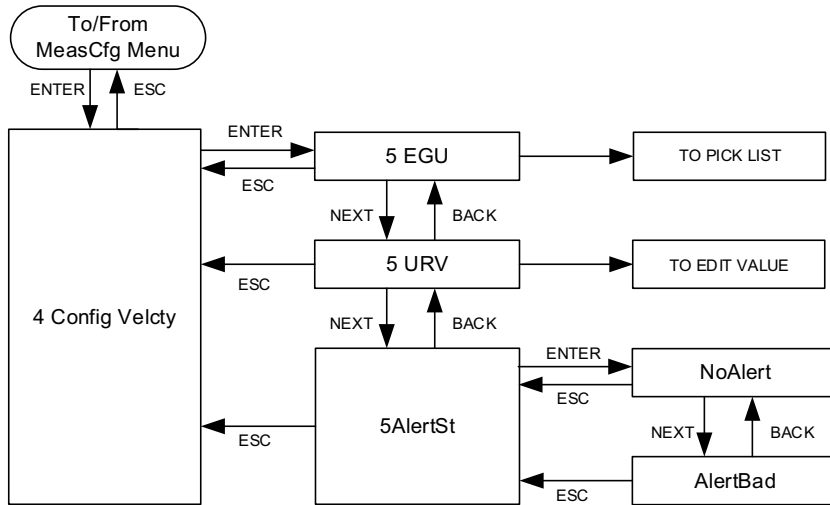 To/From
MeasCfg Menu
ENTER
ESC
4 Config Velcty
ENTER
ESC
5 EGU
TO PICK LIST
NEXT
BACK
ESC
5 URV
TO EDIT VALUE
NEXT
BACK
ESC
5AlertSt
ENTER
ESC
NoAlert
NEXT
BACK
ESC
AlertBad